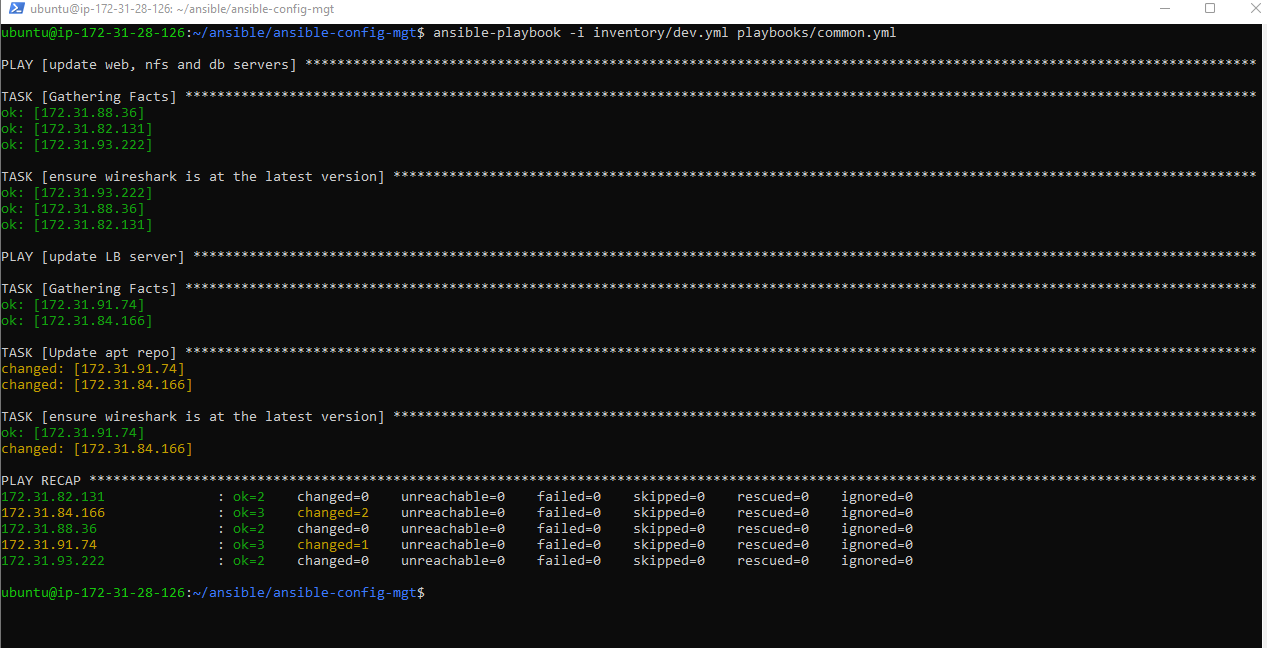 ubuntu@ip-172-31-28-126: ~/ansible/ansible-config-mgt
ubuntu@ip-172-31-28-126:~/ansible/ansible-config-mgt$ ansible-playbook -i inventory/dev.yml playbooks/common.yml
PLAY [update web, nfs and db servers] ***********************************************************************************************************************
TASK [Gathering Facts] **************************************************************************************************************************************
ok: [172.31.88.36]
ok: [172.31.82.131]
ok: [172.31.93.222]
TASK [ensure wireshark is at the latest version] ************************************************************************************************************
ok: [172.31.93.222]
ok: [172.31.88.36]
ok: [172.31.82.131]
PLAY [update LB server] *************************************************************************************************************************************
TASK [Gathering Facts] **************************************************************************************************************************************
ok: [172.31.91.74]
ok: [172.31.84.166]
TASK [Update apt repo] **************************************************************************************************************************************
changed: [172.31.91.74]
changed: [172.31.84.166]
TASK [ensure wireshark is at the latest version] ************************************************************************************************************
ok: [172.31.91.74]
changed: [172.31.84.166]
PLAY RECAP **************************************************************************************************************************************************
172.31.82.131 : ok=2 changed=0 unreachable=0 failed=0 skipped=0 rescued=0 ignored=0
172.31.84.166 : ok=3 changed=2 unreachable=0 failed=0 skipped=0 rescued=0 ignored=0
172.31.88.36 : ok=2 changed=0 unreachable=0 failed=0 skipped=0 rescued=0 ignored=0
172.31.91.74 : ok=3 changed=1 unreachable=0 failed=0 skipped=0 rescued=0 ignored=0
172.31.93.222 : ok=2 changed=0 unreachable=0 failed=0 skipped=0 rescued=0 ignored=0
ubuntu@ip-172-31-28-126:~/ansible/ansible-config-mgt$